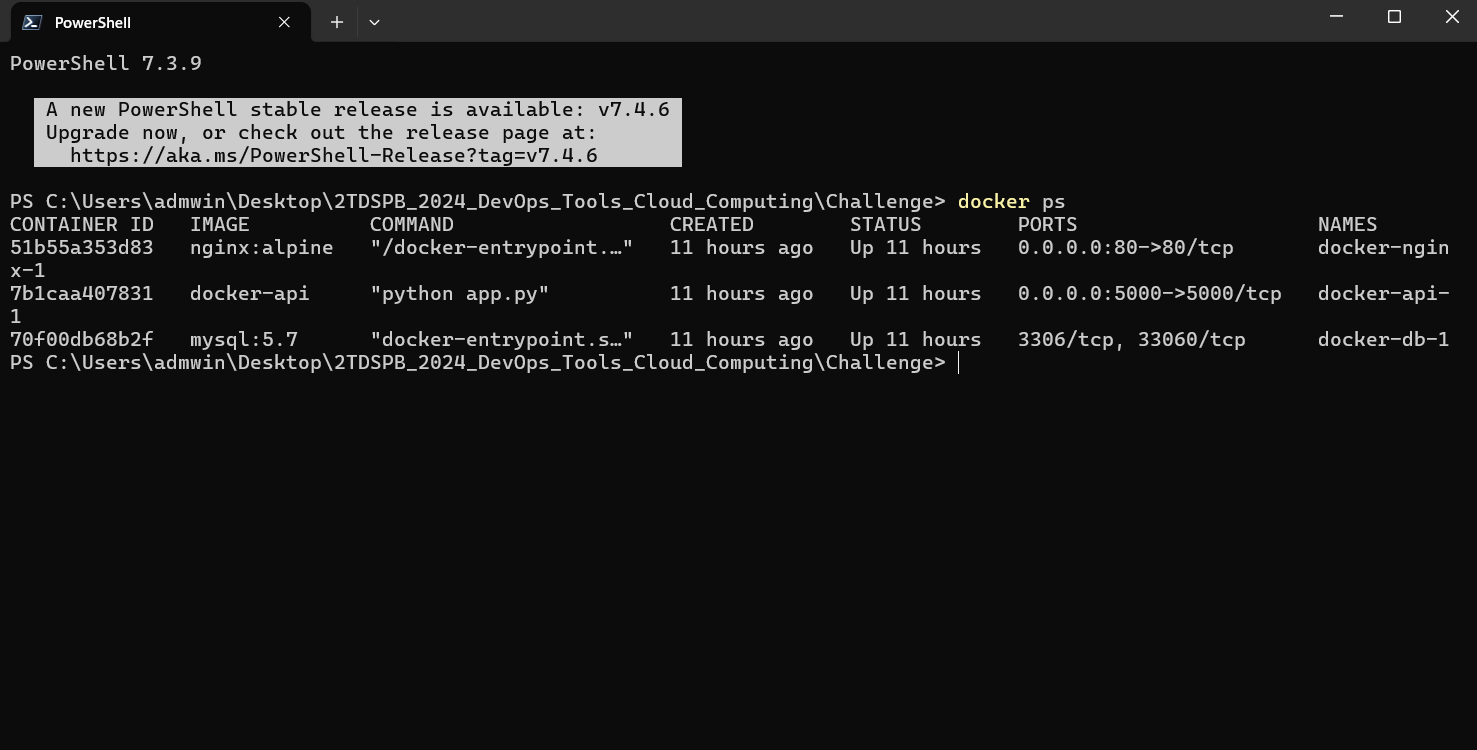 PowerShell
PowerShell 7.3.9
A new PowerShell stable release is available: v7.4.6
Upgrade now, or check out the release page at:
https://aka.ms/PowerShell-Release?tag=v7.4.6
PS C:\Users\admwin\Desktop\2TDSPB_2024_DevOps_Tools_Cloud_Computing\Challenge> docker ps
CONTAINER ID   IMAGE          COMMAND                  CREATED        STATUS        PORTS                    NAMES
51b55a353d83   nginx:alpine   "/docker-entrypoint.…"   11 hours ago   Up 11 hours   0.0.0.0:80->80/tcp       docker-ngin
x-1
7b1caa407831   docker-api     "python app.py"          11 hours ago   Up 11 hours   0.0.0.0:5000->5000/tcp   docker-api-
1
70f00db68b2f   mysql:5.7      "docker-entrypoint.s…"   11 hours ago   Up 11 hours   3306/tcp, 33060/tcp      docker-db-1
PS C:\Users\admwin\Desktop\2TDSPB_2024_DevOps_Tools_Cloud_Computing\Challenge>